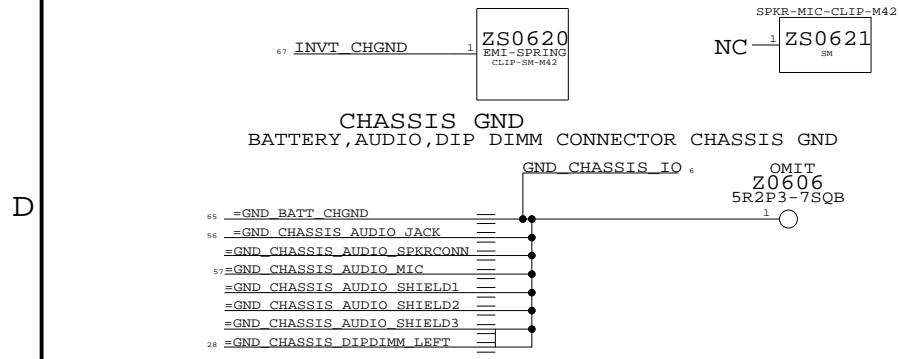 SPKR-MIC-CLIP-M42
67 INVT_CHGND 1 ZS0620
EMI-SPRING
CLIP-SM-M42
NC 1 ZS0621
SM
CHASSIS GND
BATTERY,AUDIO,DIP DIMM CONNECTOR CHASSIS GND
GND_CHASSIS_IO 6
OMIT
Z0606
5R2P3-7SQB
1
D
65 =GND_BATT_CHGND
56 =GND_CHASSIS_AUDIO_JACK
=GND_CHASSIS_AUDIO_SPKRCONN
57 =GND_CHASSIS_AUDIO_MIC
=GND_CHASSIS_AUDIO_SHIELD1
=GND_CHASSIS_AUDIO_SHIELD2
=GND_CHASSIS_AUDIO_SHIELD3
28 =GND_CHASSIS_DIPDIMM_LEFT